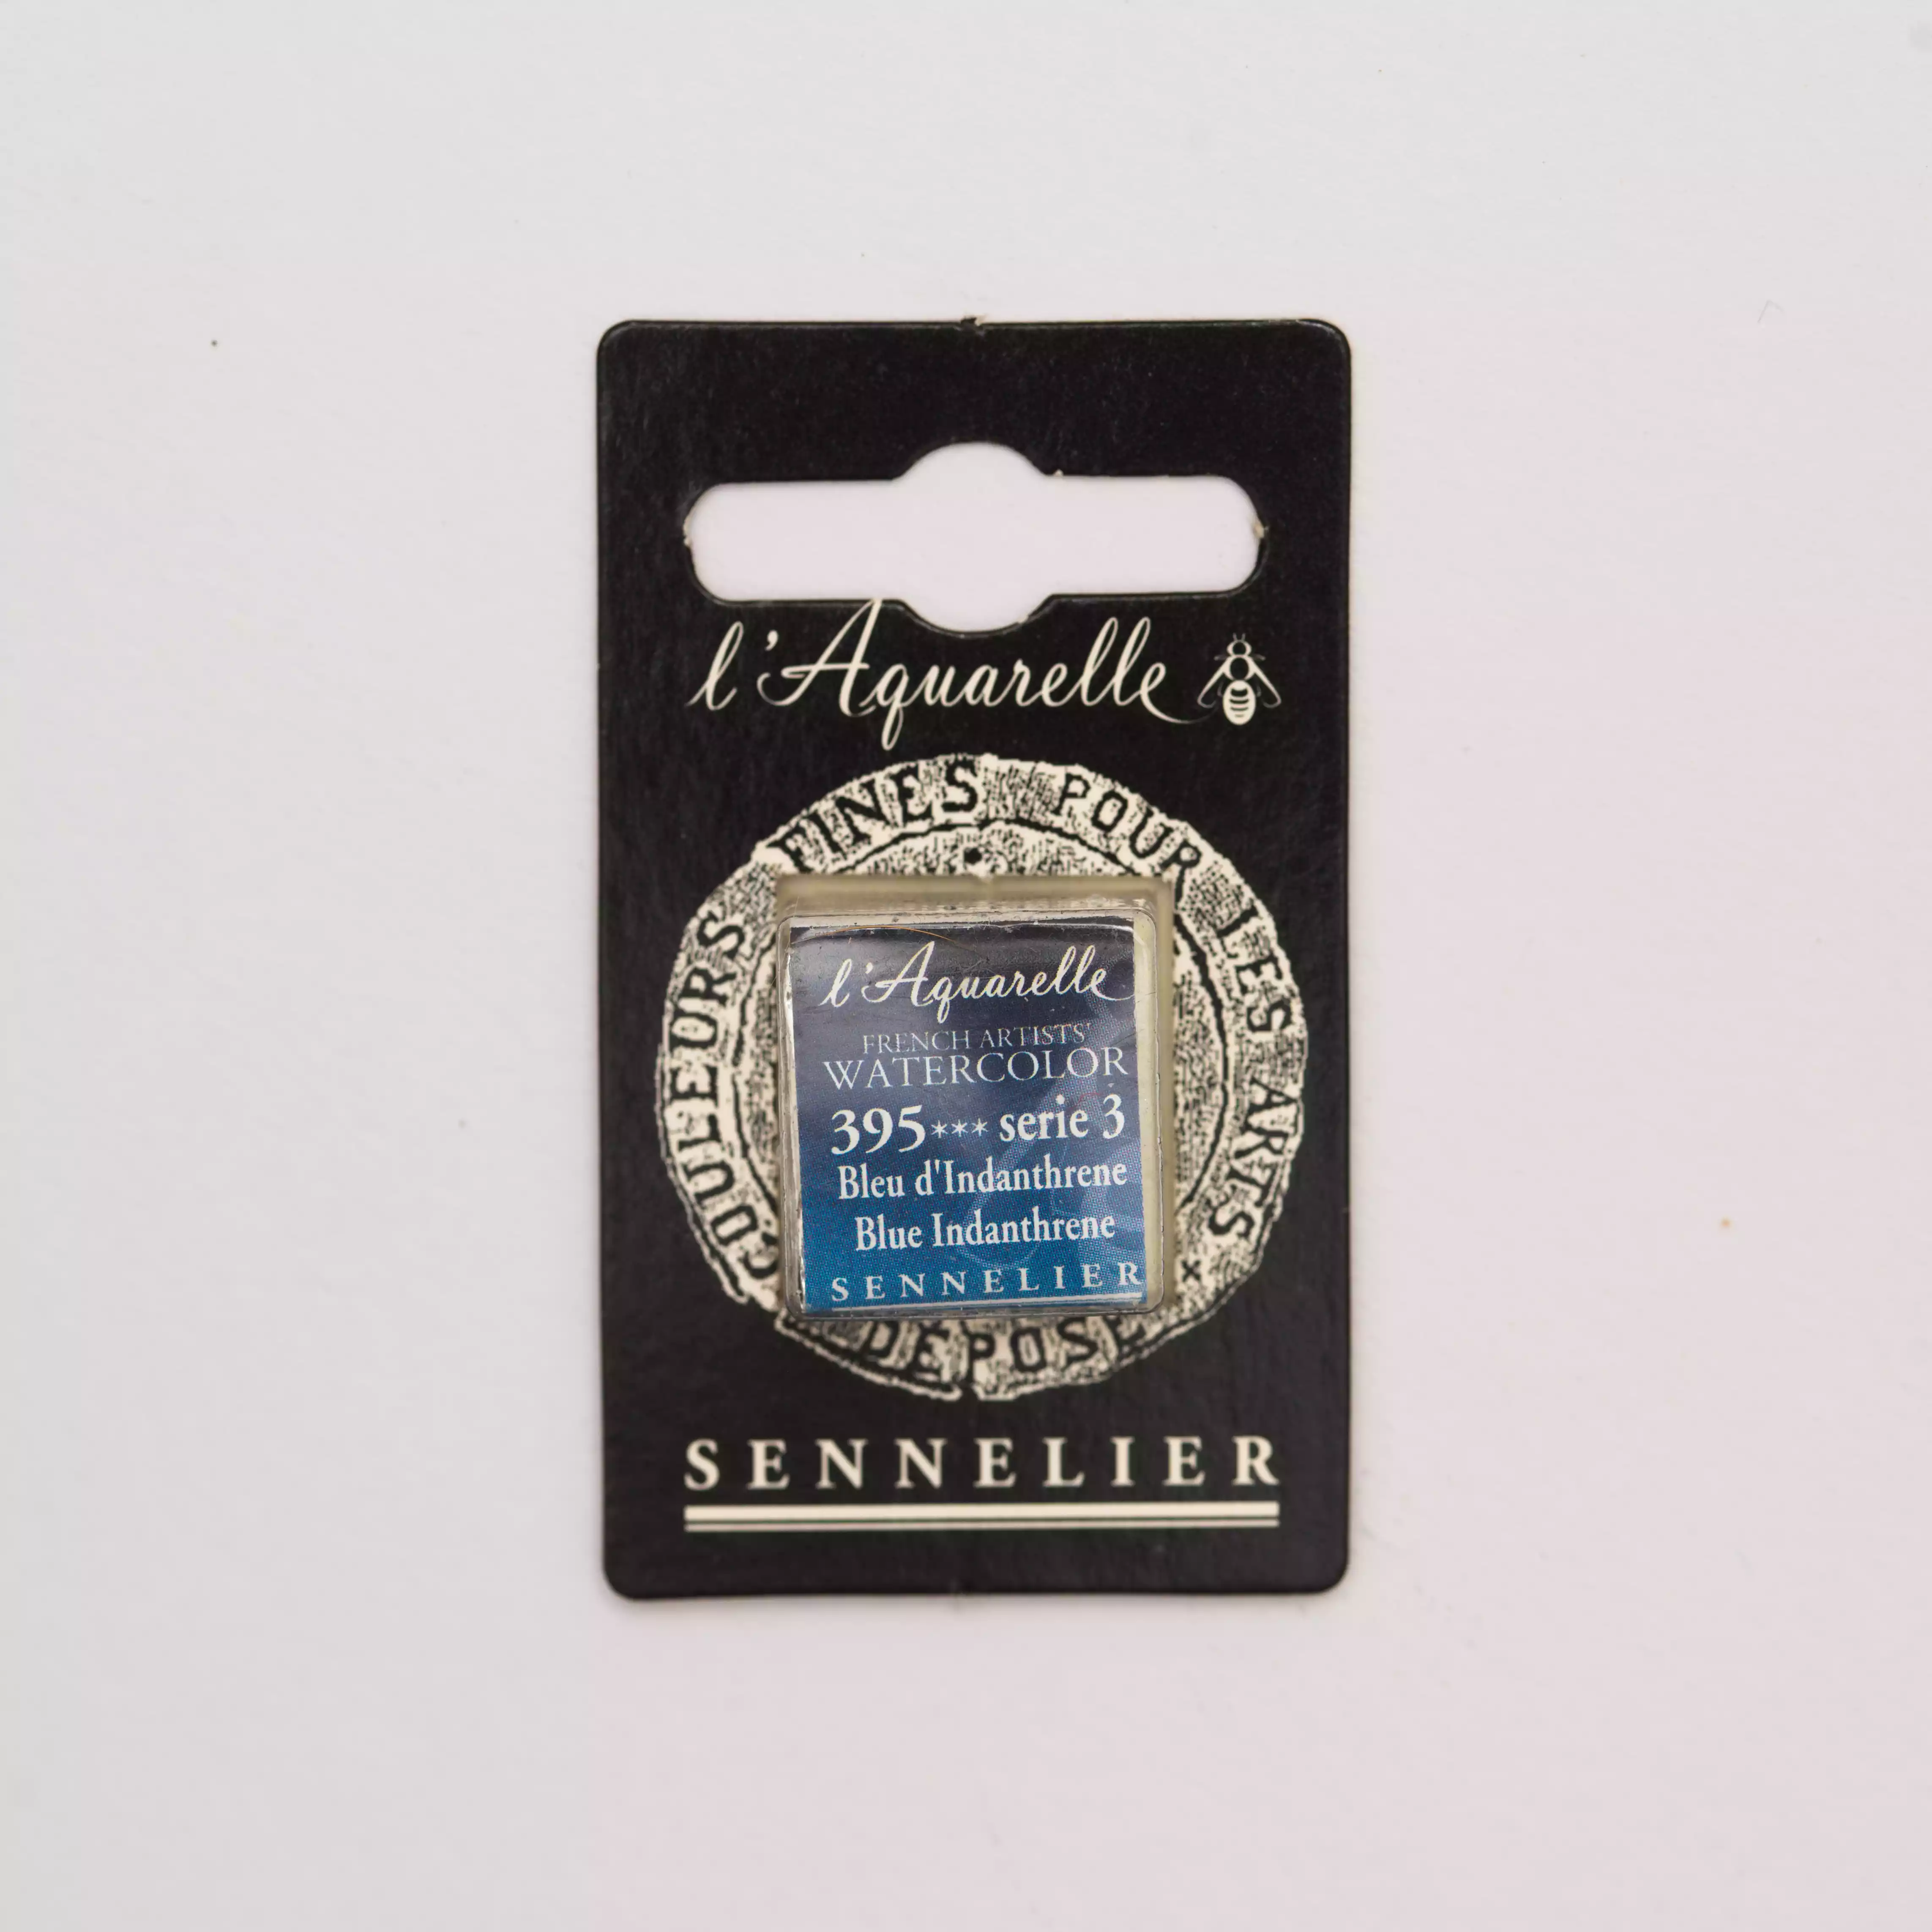 l'Aquarelle
COULEURS FINES POUR LES ARTS
l'Aquarelle
FRENCH ARTISTS'
WATERCOLOR
395*** serie 3
Bleu d'Indanthrene
Blue Indanthrene
SENNELIER
DÉPOSÉ
SENNELIER